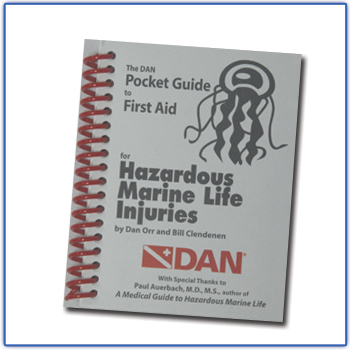 The DAN
Pocket Guide
to
First Aid
for
Hazardous
Marine Life
Injuries
by Dan Orr and Bill Clendenen
DAN®
With Special Thanks to
Paul Auerbach, M.D., M.S., author of
A Medical Guide to Hazardous Marine Life